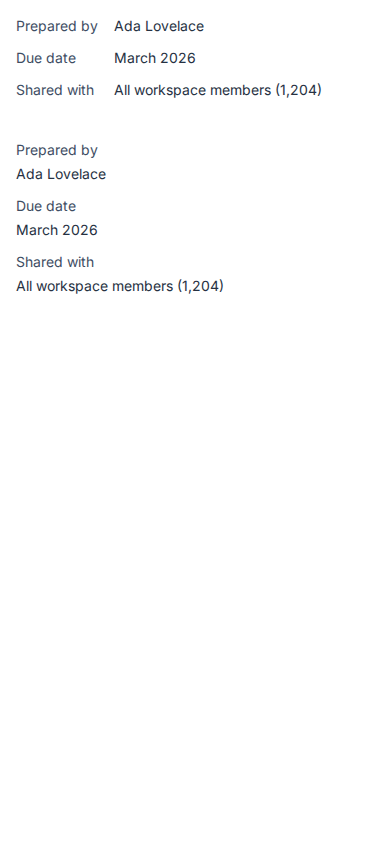 Prepared by Ada Lovelace
Due date March 2026
Shared with All workspace members (1,204)
Prepared by
Ada Lovelace
Due date
March 2026
Shared with
All workspace members (1,204)